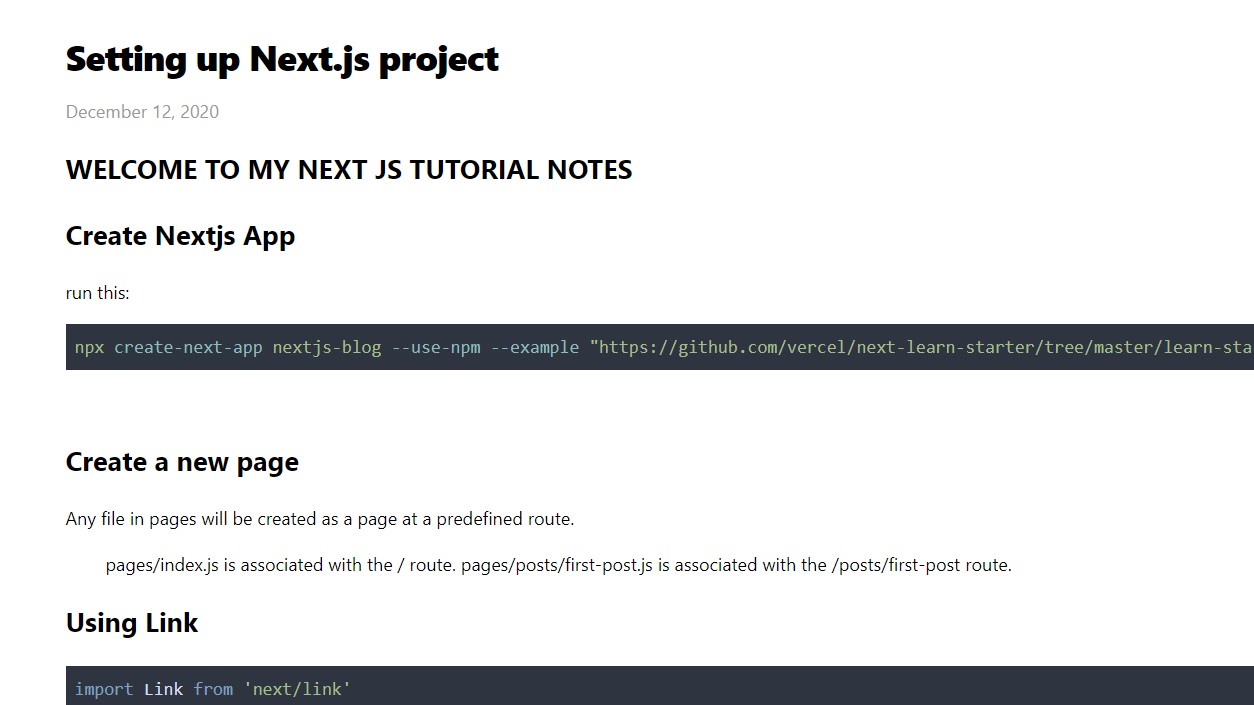 Setting up Next.js project
December 12, 2020
WELCOME TO MY NEXT JS TUTORIAL NOTES
Create Nextjs App
run this:
npx create-next-app nextjs-blog --use-npm --example "https://github.com/vercel/next-learn-starter/tree/master/learn-sta
Create a new page
Any file in pages will be created as a page at a predefined route.
pages/index.js is associated with the / route. pages/posts/first-post.js is associated with the /posts/first-post route.
Using Link
import Link from 'next/link'